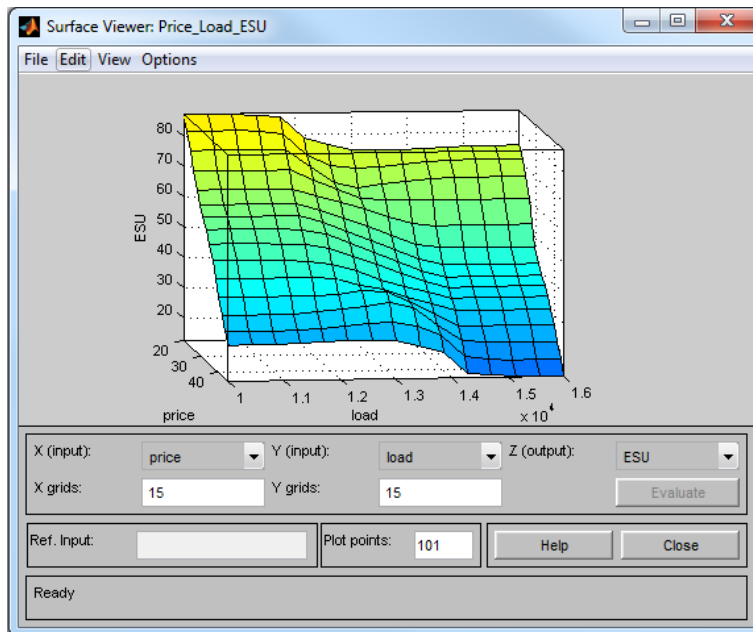 Surface Viewer: Price_Load_ESU
File Edit View Options
80
70
60
50
40
30
20
ESU
20
30
40
1 1.1 1.2 1.3 1.4 1.5 1.6
price load x 10^4
X (input): price Y (input): load Z (output): ESU
X grids: 15 Y grids: 15 Evaluate
Ref. Input: Plot points: 101 Help Close
Ready